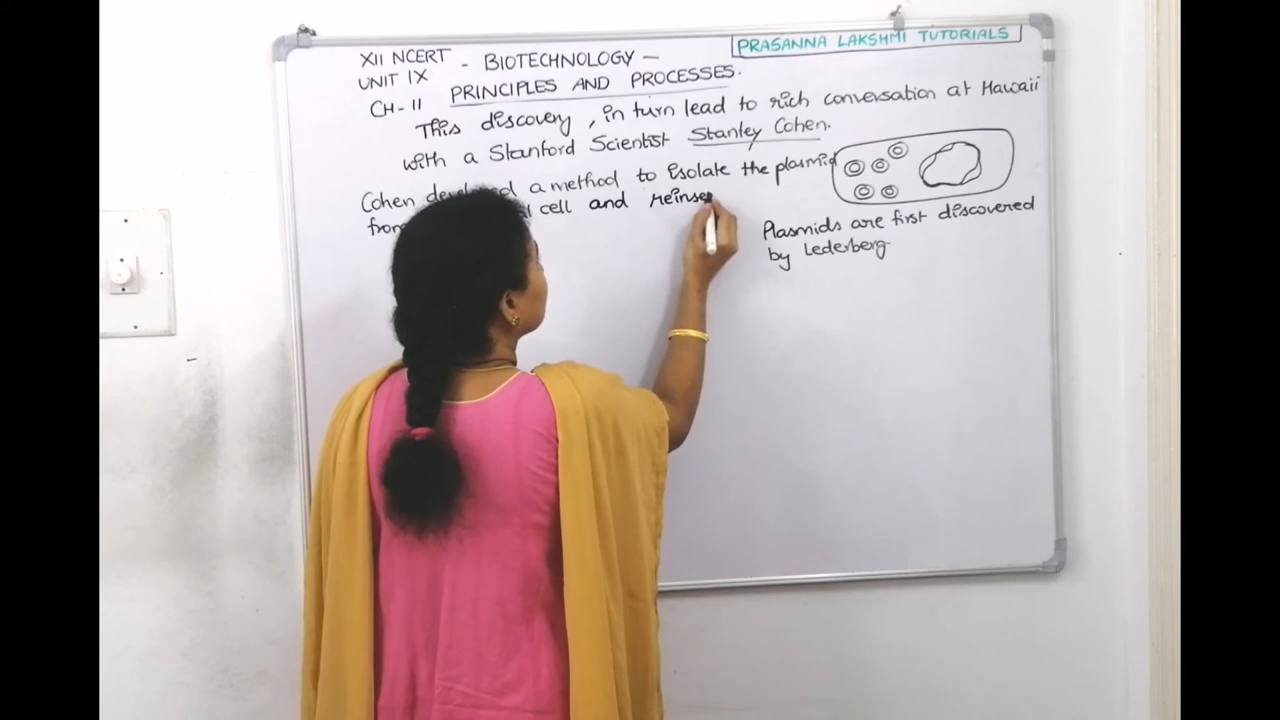 XII NCERT - BIOTECHNOLOGY -
PRASANNA LAKSHMI TUTORIALS
UNIT IX
CH-11 PRINCIPLES AND PROCESSES.
This discovery, in turn lead to rich conversation at Hawaii
with a Stanford Scientist Stanley Cohen.
Cohen a method to isolate the plasmid
cell and reinse
Plasmids are first discovered
by Lederberg